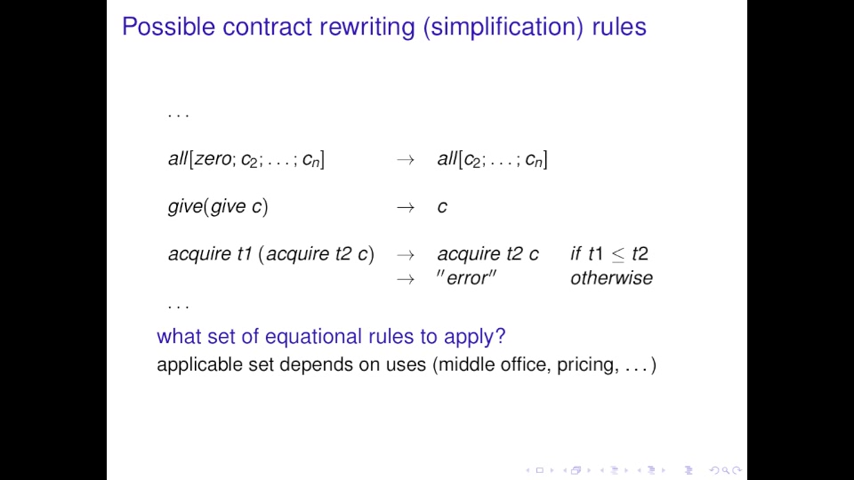 Possible contract rewriting (simplification) rules
...
all[zero; c2; ...; cn] → all[c2; ...; cn]
give(give c) → c
acquire t1 (acquire t2 c) → acquire t2 c if t1 ≤ t2
→ "error" otherwise
...
what set of equational rules to apply?
applicable set depends on uses (middle office, pricing, ...)